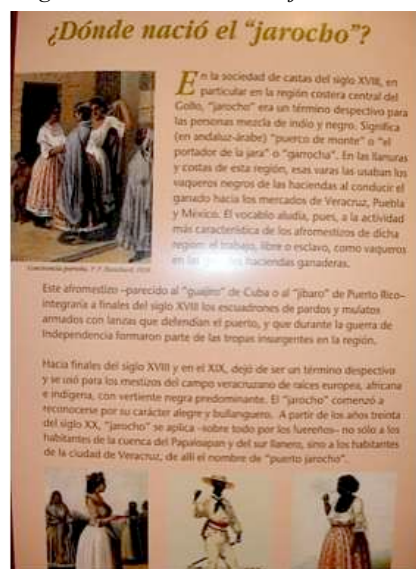 ¿Dónde nació el "jarocho"?
En la sociedad de castas del siglo XVIII, en
particular en la región costera central del
Golfo, "jarocho" era un término despectivo para
las personas mezcla de indio y negro. Significa
(en andaluz-árabe) "puerco de monte" o "el
portador de la jara" o "garrocha". En las llanuras
y costas de esta región, esas varas las usaban los
vaqueros negros de las haciendas al conducir el
ganado hacia los mercados de Veracruz, Puebla
y México. El vocablo aludía, pues, a la actividad
más característica de los afromestizos de dicha
región: el trabajo, libre o esclavo, como vaqueros
en las haciendas ganaderas.
Este afromestizo –parecido al "guajiro" de Cuba o al "jíbaro" de Puerto Rico–
integraría a finales del siglo XVIII los escuadrones de pardos y mulatos
armados con lanzas que defendían el puerto, y que durante la guerra de
Independencia formaron parte de las tropas insurgentes en la región.
Hacia finales del siglo XVIII y en el XIX, dejó de ser un término despectivo
y se usó para los mestizos del campo veracruzano de raíces europea, africana
e indígena, con vertiente negra predominante. El "jarocho" comenzó a
reconocerse por su carácter alegre y bullanguero. A partir de los años treinta
del siglo XX, "jarocho" se aplica –sobre todo por los fuereños– no sólo a los
habitantes de la cuenca del Papaloapan y del sur llanero, sino a los habitantes
de la ciudad de Veracruz, de allí el nombre de "puerto jarocho".